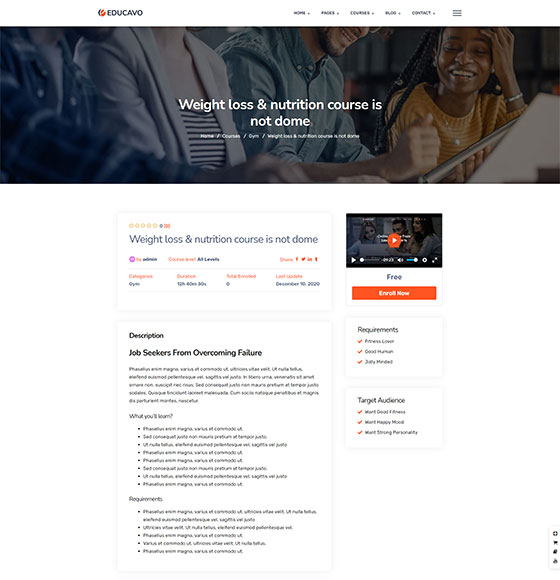 EDUCAVO
HOME PAGES COURSES BLOG CONTACT
Weight loss & nutrition course is
not dome
Home / Courses / Gym / Weight loss & nutrition course is not dome
0 (0)
Weight loss & nutrition course is not dome
by admin Course level: All Levels Share:
Categories Duration Total Enrolled Last Update
Gym 12h 40m 30s 0 December 10, 2020
09:23
Free
Enroll Now
Description
Job Seekers From Overcoming Failure
Phasellus enim magna, varius et commodo ut, ultricies vitae velit. Ut nulla tellus,
eleifend euismod pellentesque vel, sagittis vel justo. In libero urna, venenatis sit amet
ornare non, suscipit nec risus. Sed consequat justo non mauris pretium at tempor justo
sodales. Quisque tincidunt laoreet malesuada. Cum sociis natoque penatibus et magnis
dis parturient montes, nascetur.
What you'll learn?
Phasellus enim magna, varius et commodo ut.
Sed consequat justo non mauris pretium at tempor justo.
Ut nulla tellus, eleifend euismod pellentesque vel, sagittis vel justo
Phasellus enim magna, varius et commodo ut.
Phasellus enim magna, varius et commodo ut.
Sed consequat justo non mauris pretium at tempor justo.
Ut nulla tellus, eleifend euismod pellentesque vel, sagittis vel justo
Phasellus enim magna, varius et commodo ut.
Requirements
Phasellus enim magna, varius et commodo ut, ultricies vitae velit. Ut nulla tellus,
eleifend euismod pellentesque vel, sagittis vel justo.
Ultricies vitae velit. Ut nulla tellus, eleifend euismod pellentesque vel.
Phasellus enim magna, varius et commodo ut.
Varius et commodo ut, ultricies vitae velit. Ut nulla tellus.
Phasellus enim magna, varius et commodo ut.
Requirements
Fitness Lover
Good Human
Jolly Minded
Target Audience
Want Good Fitness
Want Happy Mood
Want Strong Personality